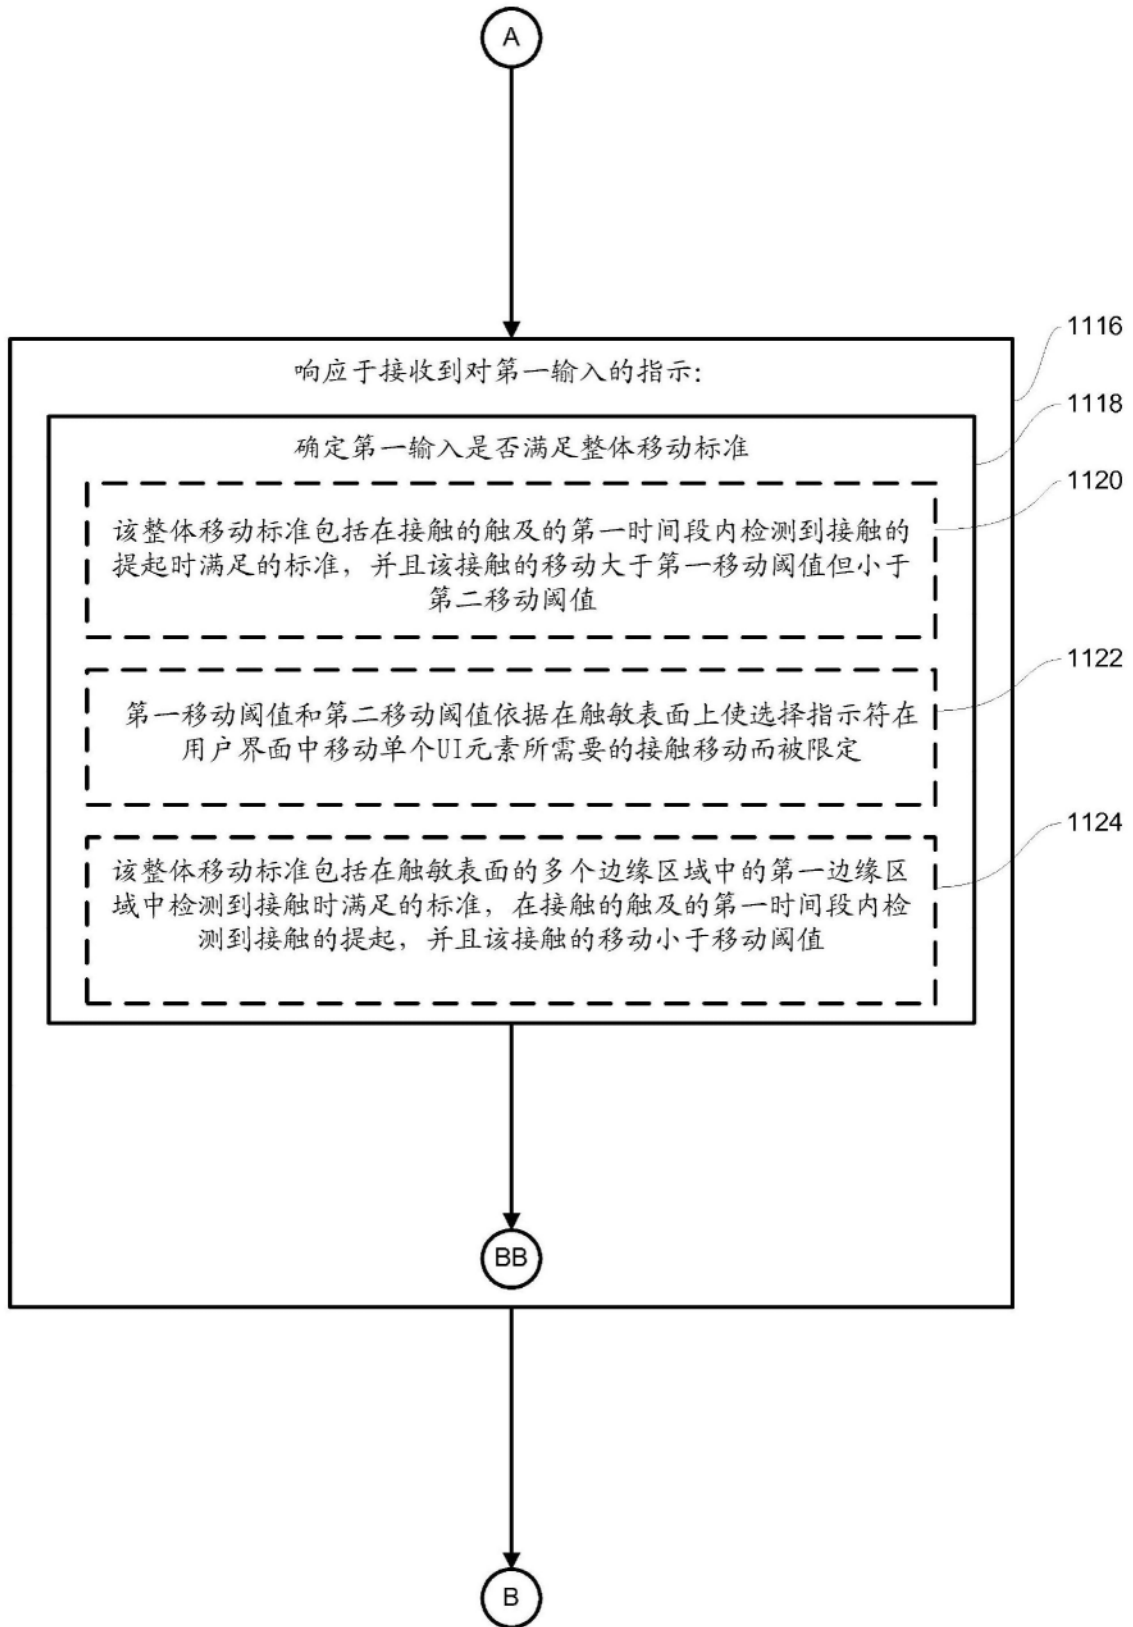 A
响应于接收到对第一输入的指示:
1116
确定第一输入是否满足整体移动标准
1118
该整体移动标准包括在接触的触及的第一时间段内检测到接触的
提起时满足的标准，并且该接触的移动大于第一移动阈值但小于
第二移动阈值
1120
第一移动阈值和第二移动阈值依据在触敏表面上使选择指示符在
用户界面中移动单个UI元素所需要的接触移动而被限定
1122
该整体移动标准包括在触敏表面的多个边缘区域中的第一边缘区
域中检测到接触时满足的标准，在接触的触及的第一时间段内检
测到接触的提起，并且该接触的移动小于移动阈值
1124
BB
B